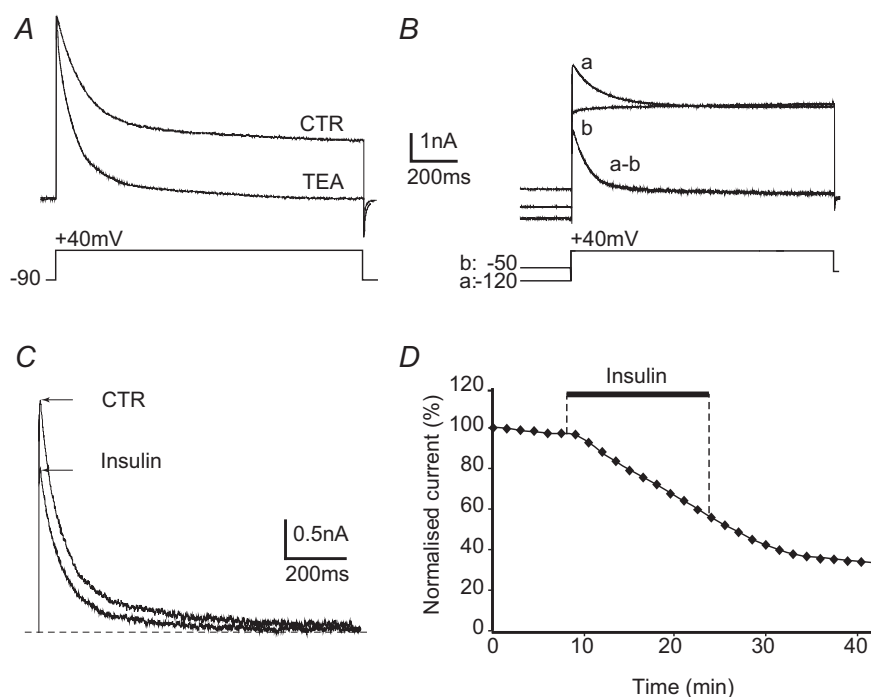 A
CTR
TEA
+40mV
-90
B
a
b
a-b
1nA
200ms
+40mV
b: -50
a:-120
C
CTR
Insulin
0.5nA
200ms
D
Insulin
Normalised current (%)
120
100
80
60
40
20
0
0 10 20 30 40
Time (min)